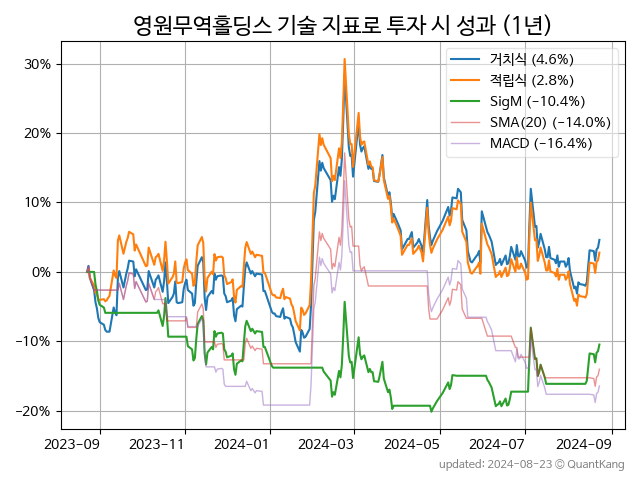 영원무역홀딩스 기술 지표로 투자 시 성과 (1년)
거치식 (4.6%)
적립식 (2.8%)
SigM (−10.4%)
SMA(20) (−14.0%)
MACD (−16.4%)
30%
20%
10%
0%
−10%
−20%
2023-09 2023-11 2024-01 2024-03 2024-05 2024-07 2024-09
updated: 2024-08-23 © QuantKang